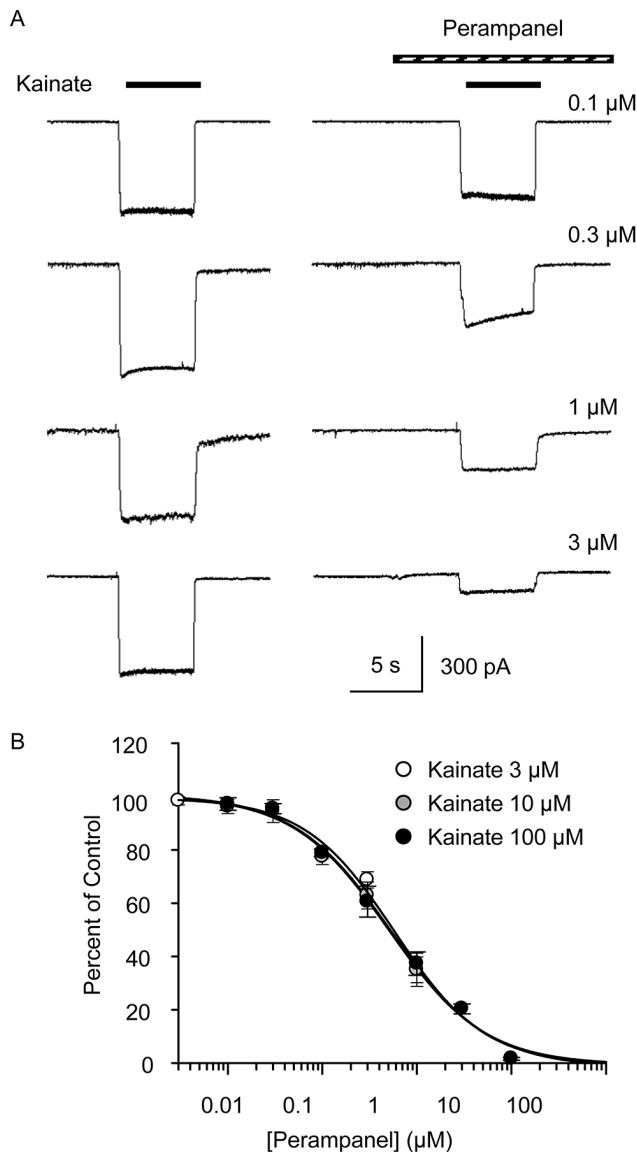 A
Perampanel
Kainate
0.1 µM
0.3 µM
1 µM
3 µM
5 s
300 pA
B
120
100
80
60
40
20
0
Percent of Control
Kainate 3 µM
Kainate 10 µM
Kainate 100 µM
0.01 0.1 1 10 100
[Perampanel] (µM)